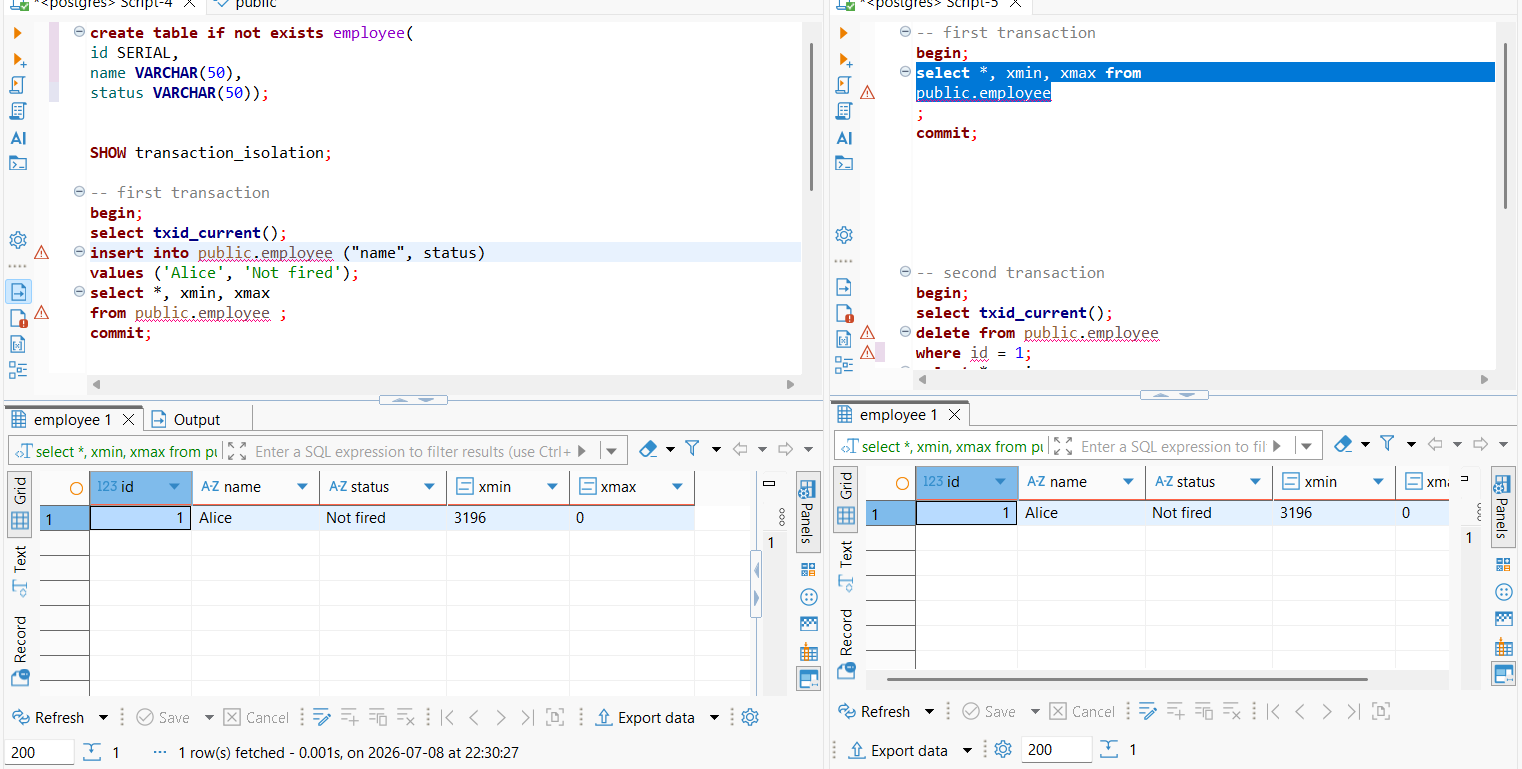 *<postgres> Script-4
public
create table if not exists employee(
id SERIAL,
name VARCHAR(50),
status VARCHAR(50));
SHOW transaction_isolation;
-- first transaction
begin;
select txid_current();
insert into public.employee ("name", status)
values ('Alice', 'Not fired');
select *, xmin, xmax
from public.employee ;
commit;
AI
employee 1
Output
select *, xmin, xmax from pu
Enter a SQL expression to filter results (use Ctrl+
Grid
Text
Record
123 id A-Z name A-Z status xmin xmax
1 1 Alice Not fired 3196 0
1
Panels
Refresh Save Cancel Export data
200 1 ... 1 row(s) fetched - 0.001s, on 2026-07-08 at 22:30:27
*<postgres> Script-5
-- first transaction
begin;
select *, xmin, xmax from
public.employee
;
commit;
-- second transaction
begin;
select txid_current();
delete from public.employee
where id = 1;
AI
employee 1
select *, xmin, xmax from pu
Enter a SQL expression to fil
Grid
Text
Record
123 id A-Z name A-Z status xmin xma
1 1 Alice Not fired 3196 0
1
Panels
Refresh Save Cancel
Export data 200 1